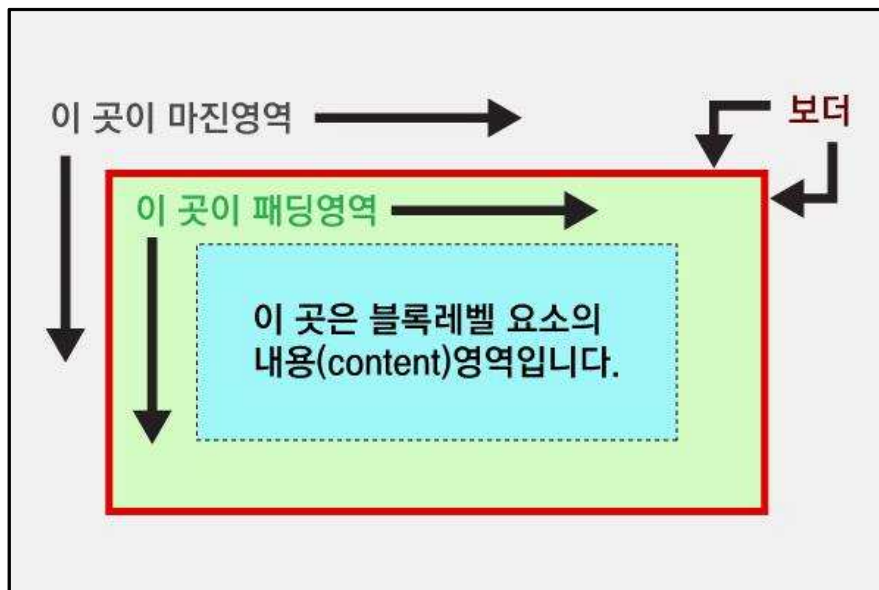 이 곳이 마진영역
보더
이 곳이 패딩영역
이 곳은 블록레벨 요소의
내용(content)영역입니다.